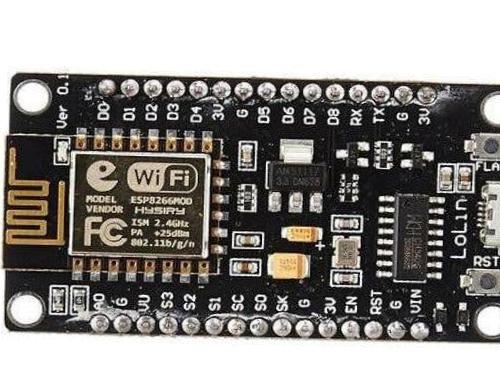 Ver 0.1
D0 D1 D2 D3 D4 3V G D5 D6 D7 D8 RX TX G 3V
WiFi
MODEL ESP8266MOD
VENDOR
ISM 2.4GHz
PA +25dBm
802.11b/g/n
FC
AMS1117
LoLin
FLA
RST
A0 G VU S3 S2 S1 SC S0 SK G 3V EN RST G VIN